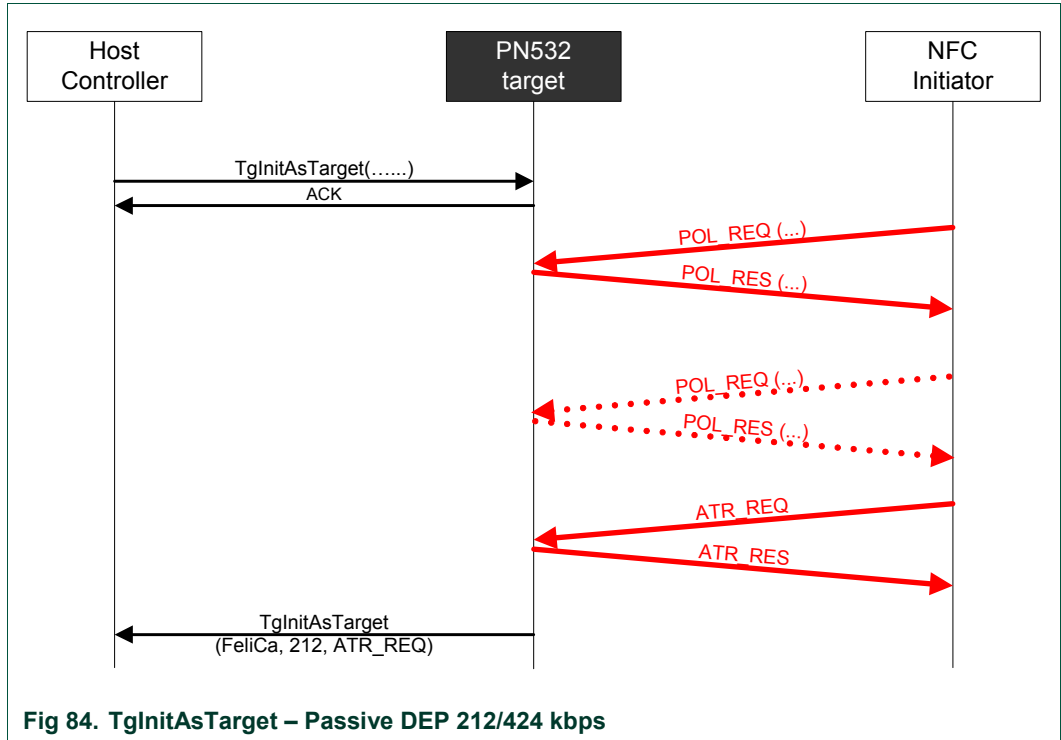 Host
Controller
PN532
target
NFC
Initiator
TgInitAsTarget(…...)
ACK
POL_REQ (...)
POL_RES (...)
POL_REQ (...)
POL_RES (...)
ATR_REQ
ATR_RES
TgInitAsTarget
(FeliCa, 212, ATR_REQ)
Fig 84. TgInitAsTarget – Passive DEP 212/424 kbps